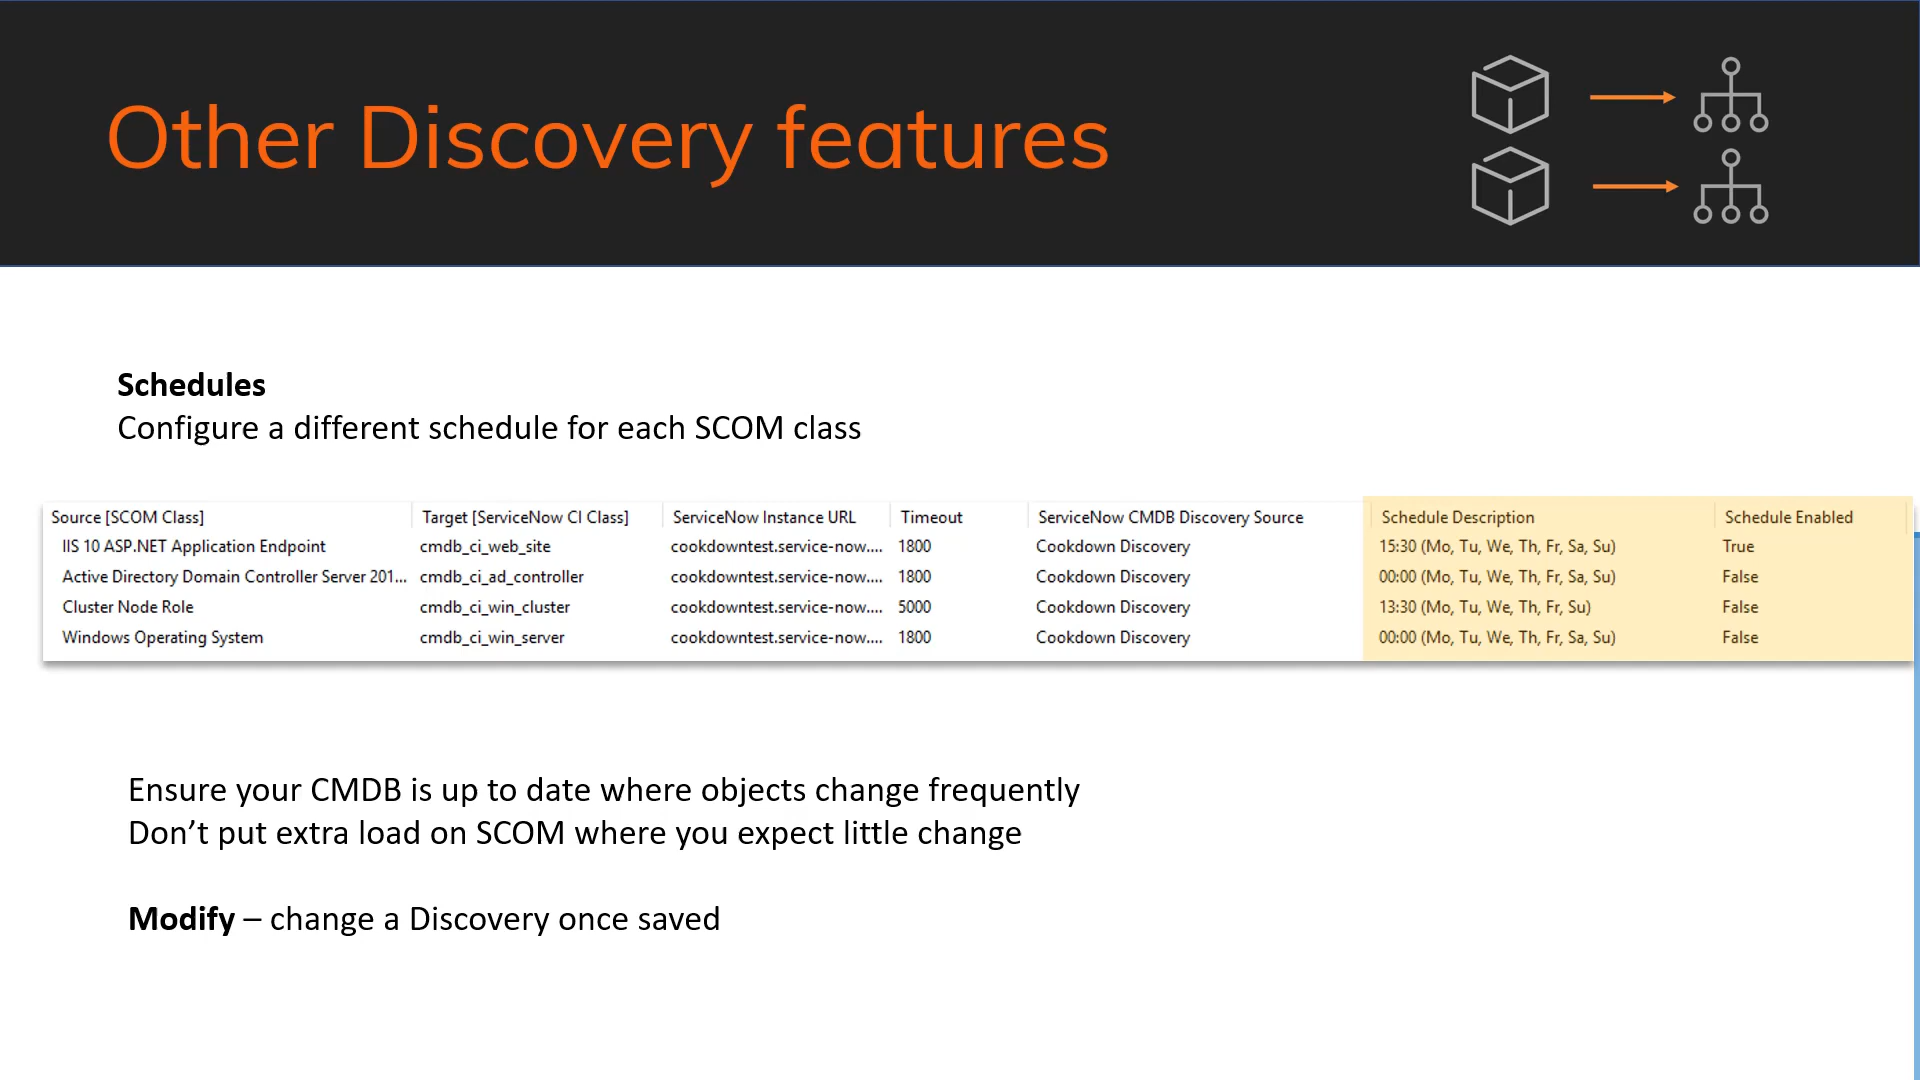 Other Discovery features
Schedules
Configure a different schedule for each SCOM class
Source [SCOM Class] Target [ServiceNow CI Class] ServiceNow Instance URL Timeout ServiceNow CMDB Discovery Source Schedule Description Schedule Enabled
IIS 10 ASP.NET Application Endpoint cmdb_ci_web_site cookdowntest.service-now.... 1800 Cookdown Discovery 15:30 (Mo, Tu, We, Th, Fr, Sa, Su) True
Active Directory Domain Controller Server 201... cmdb_ci_ad_controller cookdowntest.service-now.... 1800 Cookdown Discovery 00:00 (Mo, Tu, We, Th, Fr, Sa, Su) False
Cluster Node Role cmdb_ci_win_cluster cookdowntest.service-now.... 5000 Cookdown Discovery 13:30 (Mo, Tu, We, Th, Fr, Su) False
Windows Operating System cmdb_ci_win_server cookdowntest.service-now.... 1800 Cookdown Discovery 00:00 (Mo, Tu, We, Th, Fr, Sa, Su) False
Ensure your CMDB is up to date where objects change frequently
Don’t put extra load on SCOM where you expect little change
Modify – change a Discovery once saved